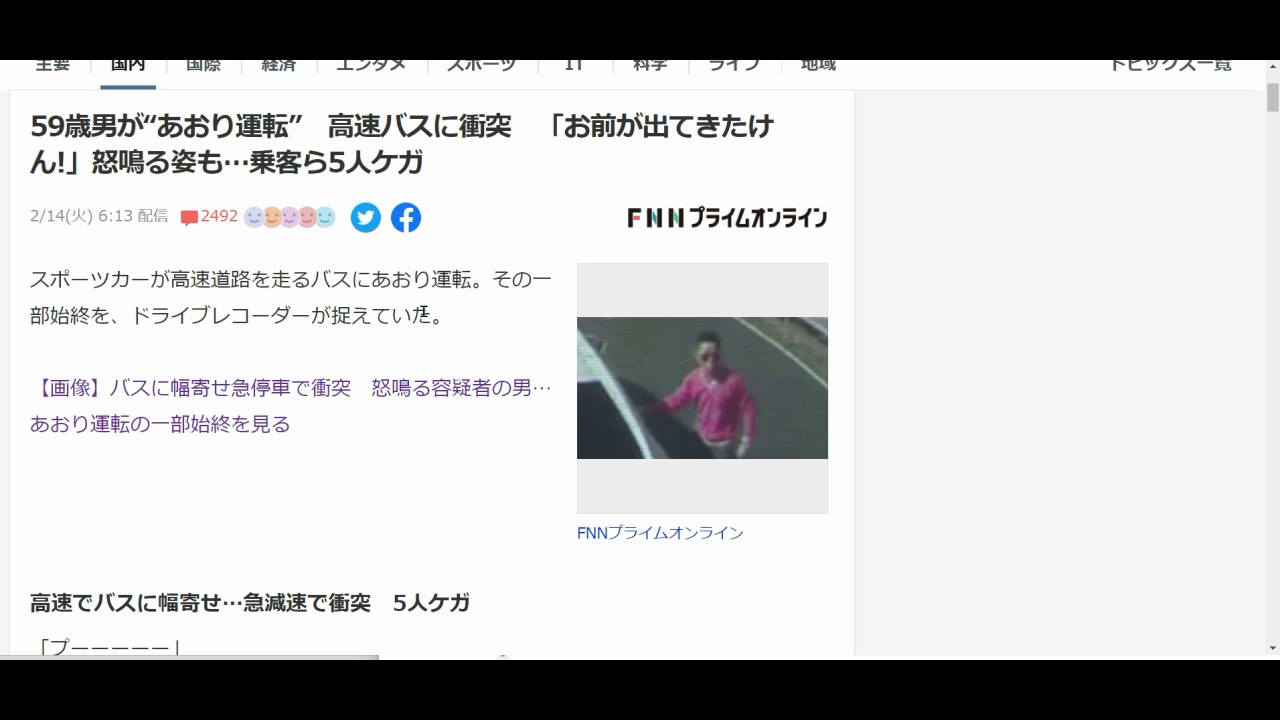 主要
国内
国際
経済
エンタメ
スポーツ
IT
科学
ライフ
地域
トピックス一覧
59歳男が“あおり運転” 高速バスに衝突 「お前が出てきたけ
ん!」怒鳴る姿も…乗客ら5人ケガ
2/14(火) 6:13 配信
2492
FNNプライムオンライン
スポーツカーが高速道路を走るバスにあおり運転。その一
部始終を、ドライブレコーダーが捉えていた。
【画像】バスに幅寄せ急停車で衝突 怒鳴る容疑者の男…
あおり運転の一部始終を見る
FNNプライムオンライン
高速でバスに幅寄せ…急減速で衝突 5人ケガ
「プーーーーー」